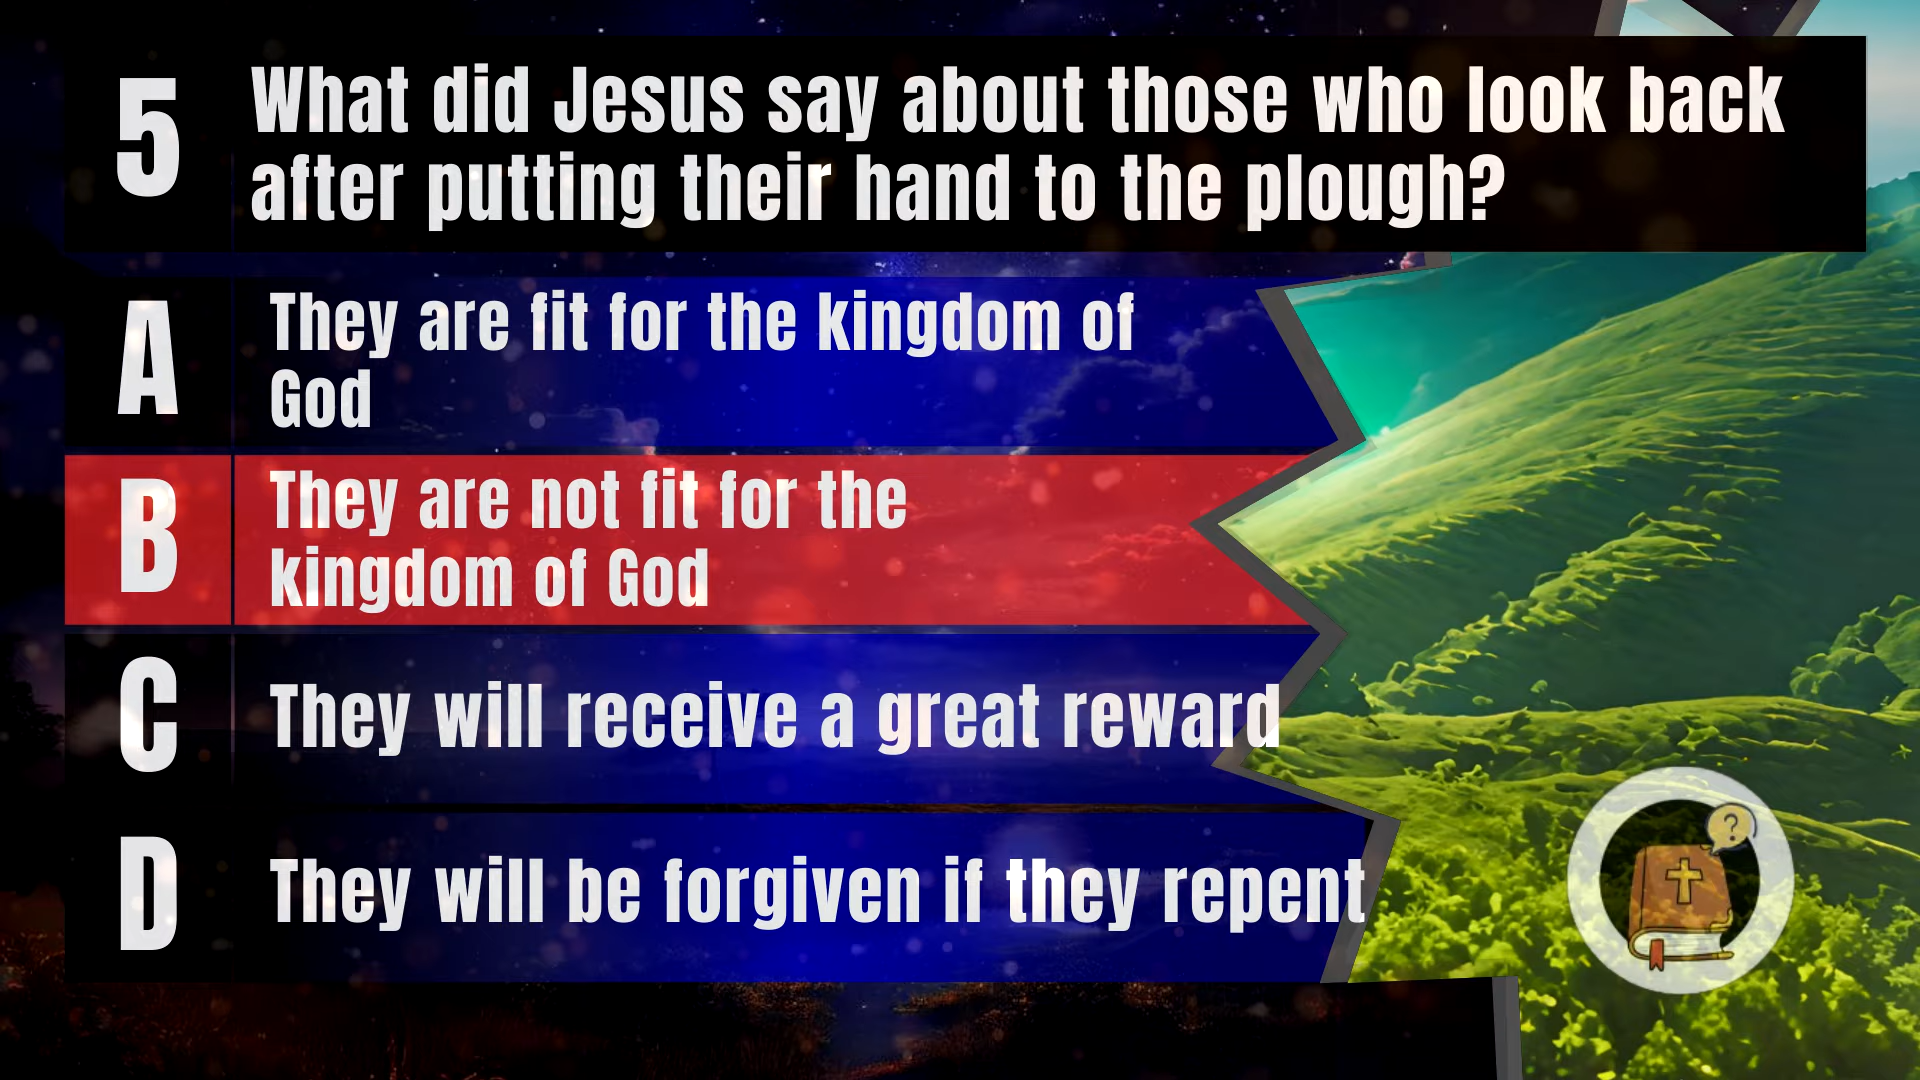 5
What did Jesus say about those who look back
after putting their hand to the plough?
A
They are fit for the kingdom of
God
B
They are not fit for the
kingdom of God
C
They will receive a great reward
D
They will be forgiven if they repent
?